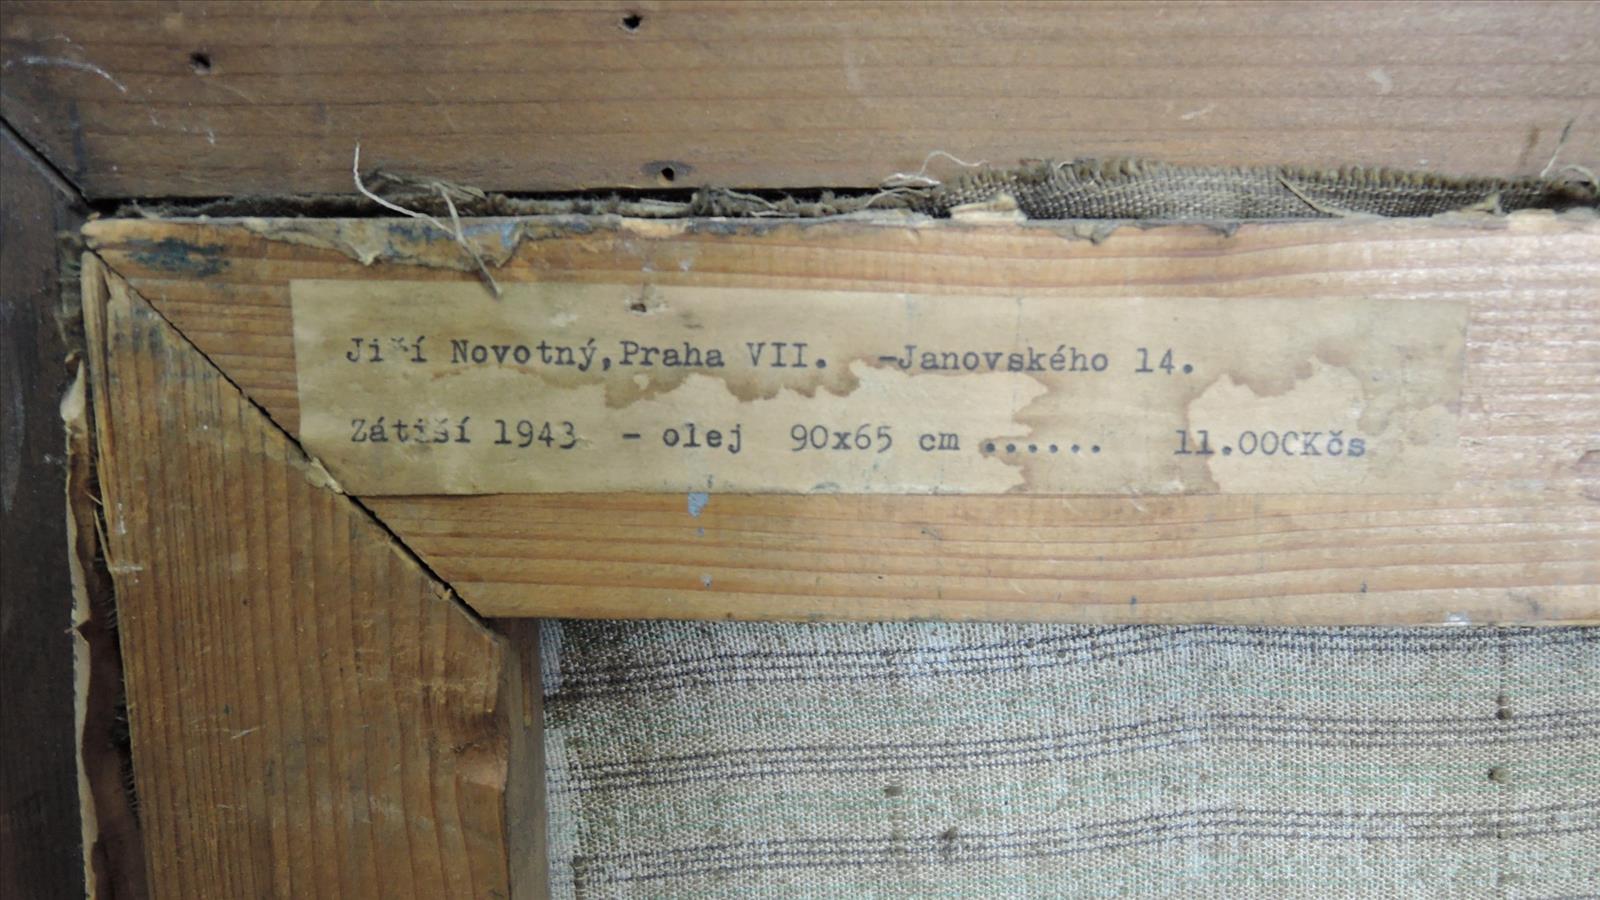 Jiří Novotný,Praha VII. -Janovského 14.
Zátiší 1943 - olej 90x65 cm ...... 11.000Kčs